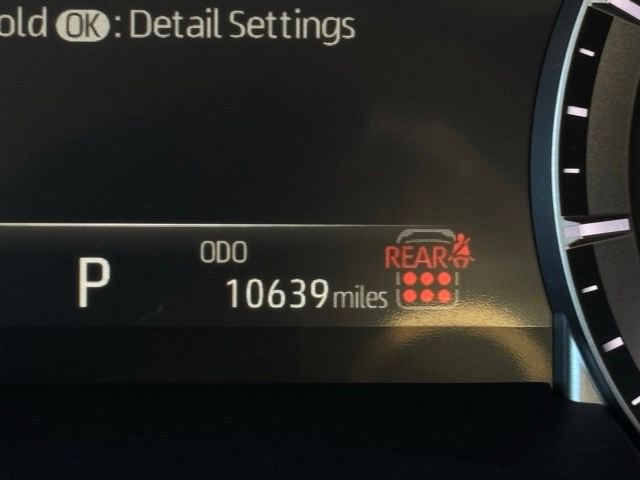 old OK : Detail Settings
ODO
P 10639 miles
REAR